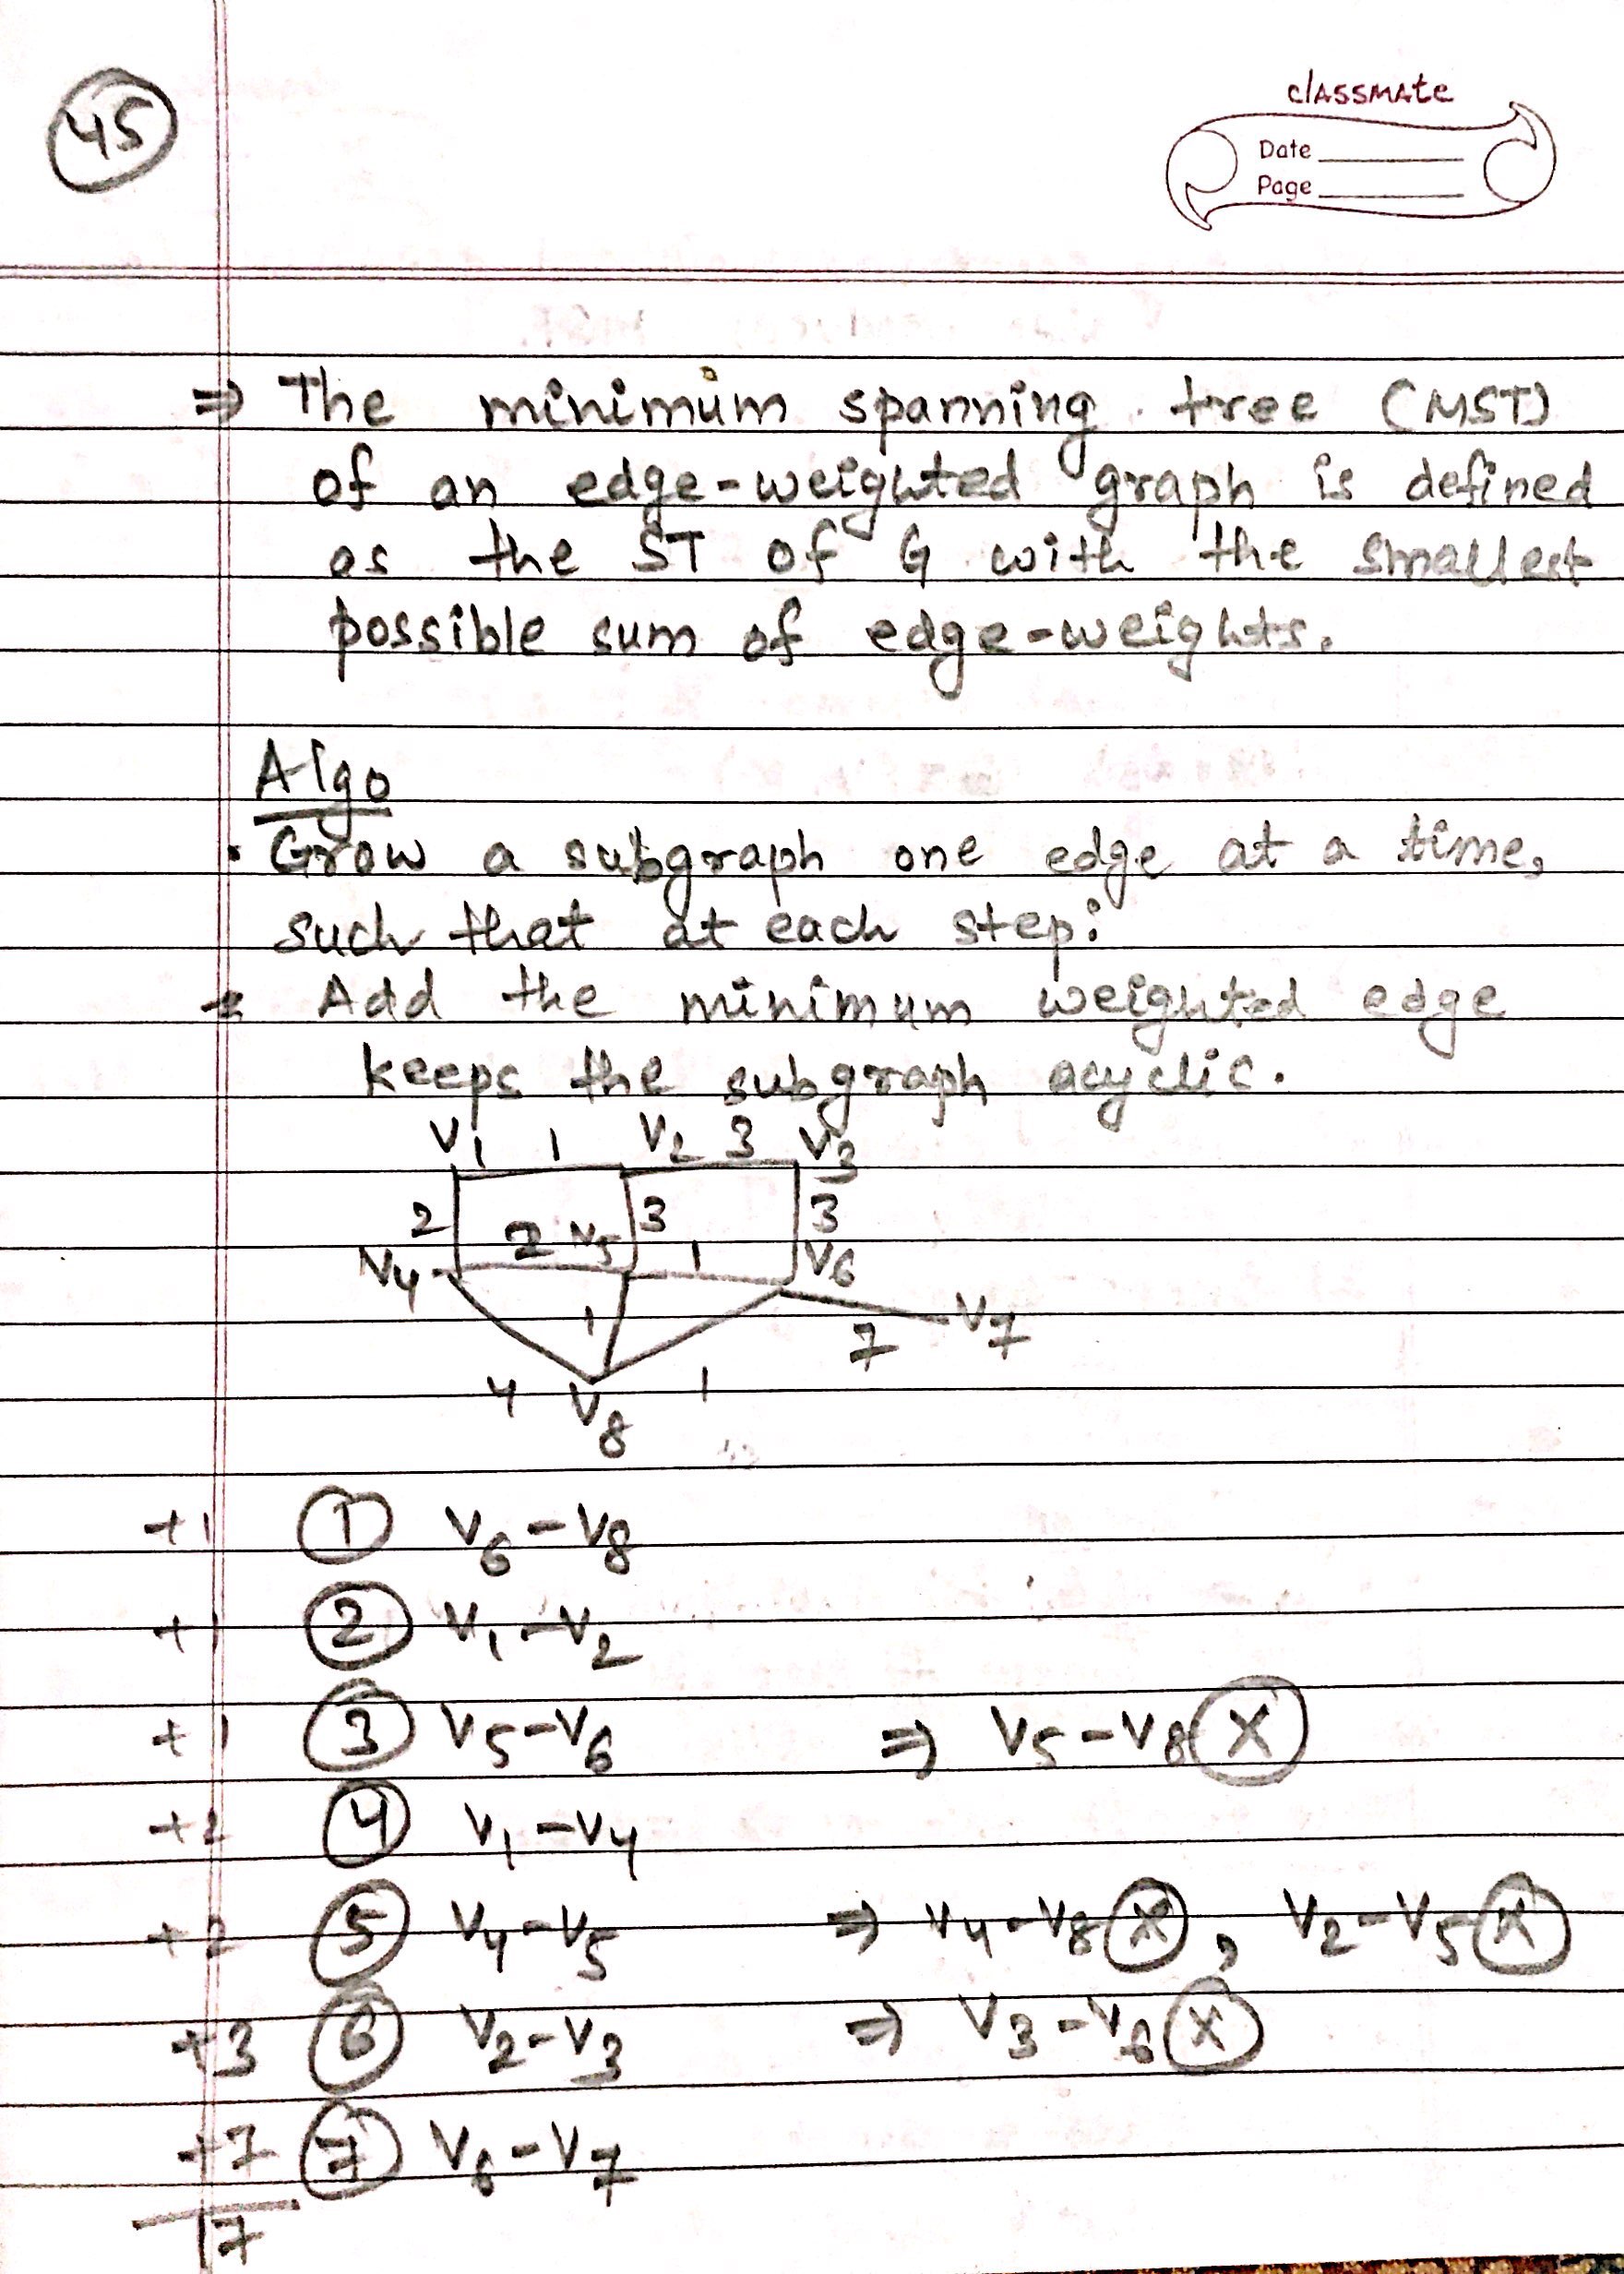 45
classmate
Date
Page
⇒ The minimum spanning tree (MST)
of an edge-weighted graph is defined
as the ST of G with the smallest
possible sum of edge-weights.
Algo
• Grow a subgraph one edge at a time,
such that at each step:
* Add the minimum weighted edge
keeps the subgraph acyclic.
V1 1 V2 3 V3
2 3 3
V4 2 V5 1 V6
1 7 V7
4 V8 1
+1 ① V6-V8
+1 ② V1-V2
+1 ③ V5-V6 ⇒ V5-V8 ⓧ
+2 ④ V1-V4
+2 ⑤ V4-V5 ⇒ V4-V8 ⓧ, V2-V5 ⓧ
+3 ⑥ V2-V3 ⇒ V3-V6 ⓧ
+7 ⑦ V6-V7
17